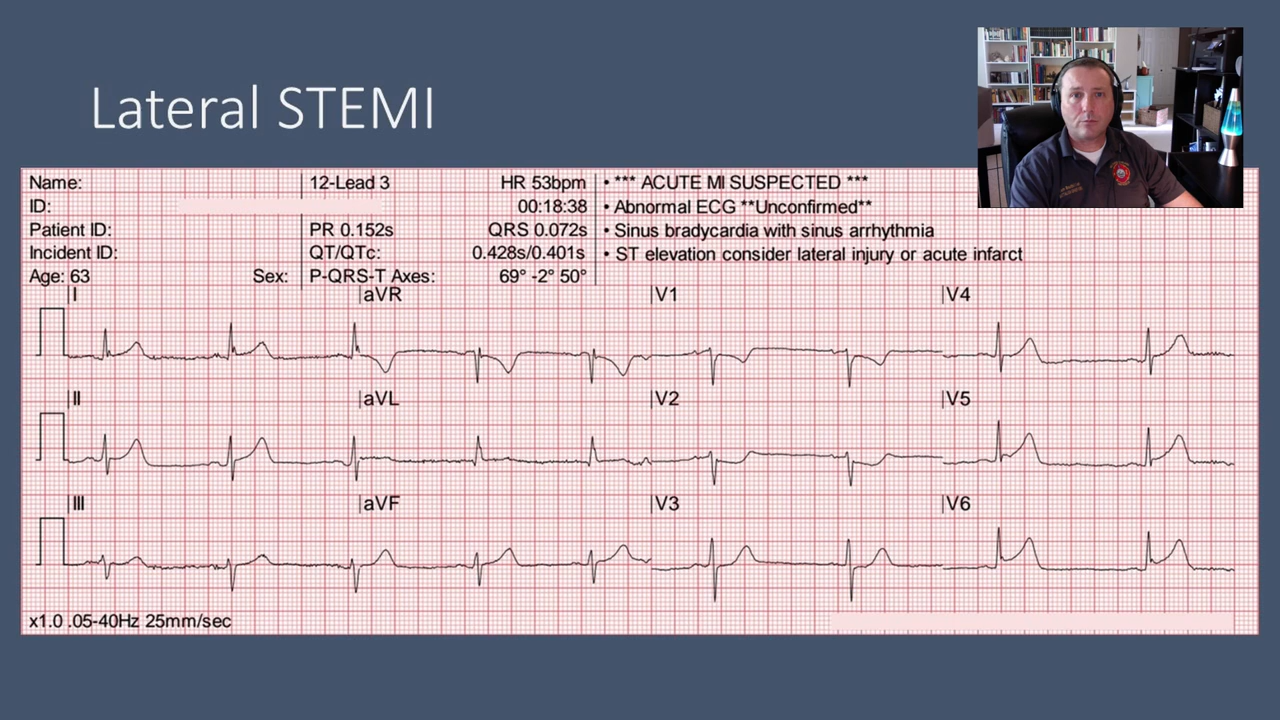 Lateral STEMI
Name: 12-Lead 3 HR 53bpm • *** ACUTE MI SUSPECTED ***
ID: 00:18:38 • Abnormal ECG **Unconfirmed**
Patient ID: PR 0.152s QRS 0.072s • Sinus bradycardia with sinus arrhythmia
Incident ID: QT/QTc: 0.428s/0.401s • ST elevation consider lateral injury or acute infarct
Age: 63 Sex: P-QRS-T Axes: 69° -2° 50°
I aVR V1 V4
II aVL V2 V5
III aVF V3 V6
x1.0 .05-40Hz 25mm/sec